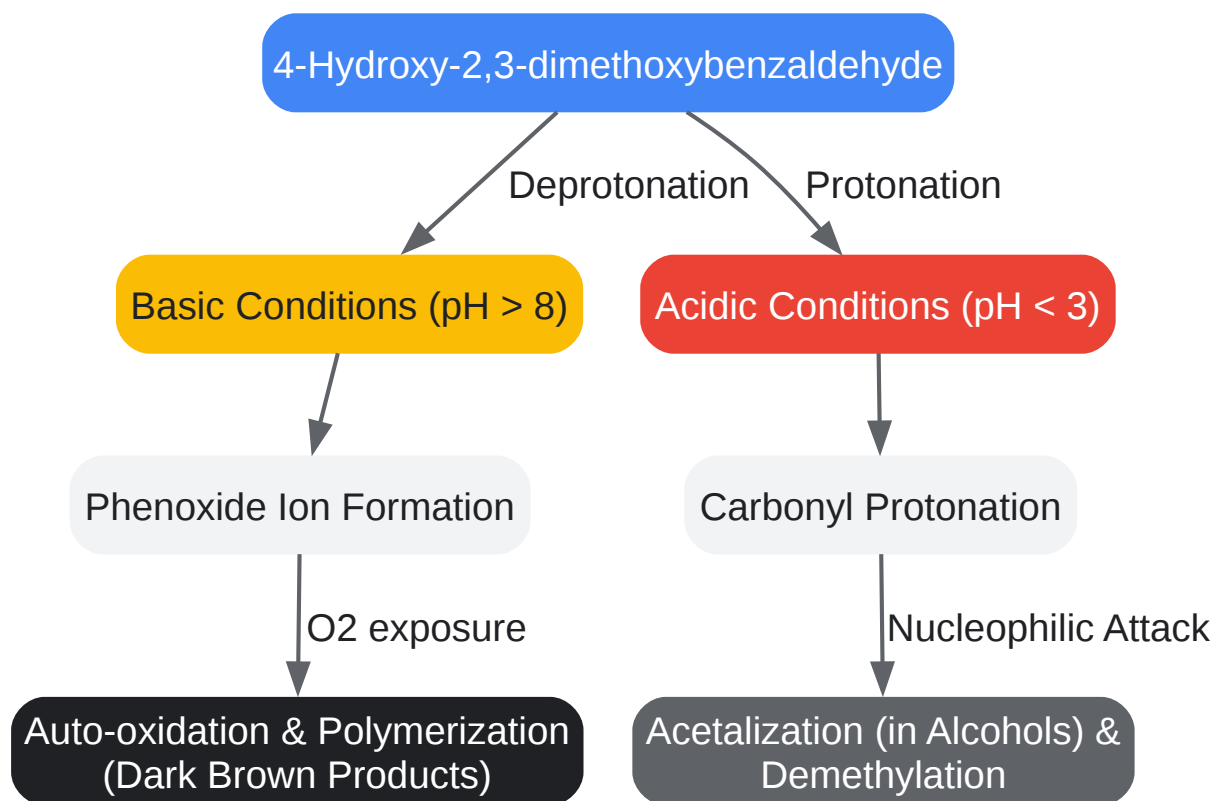 4-Hydroxy-2,3-dimethoxybenzaldehyde
Deprotonation
Protonation
Basic Conditions (pH > 8)
Acidic Conditions (pH < 3)
Phenoxide Ion Formation
Carbonyl Protonation
O2 exposure
Nucleophilic Attack
Auto-oxidation & Polymerization
(Dark Brown Products)
Acetalization (in Alcohols) &
Demethylation